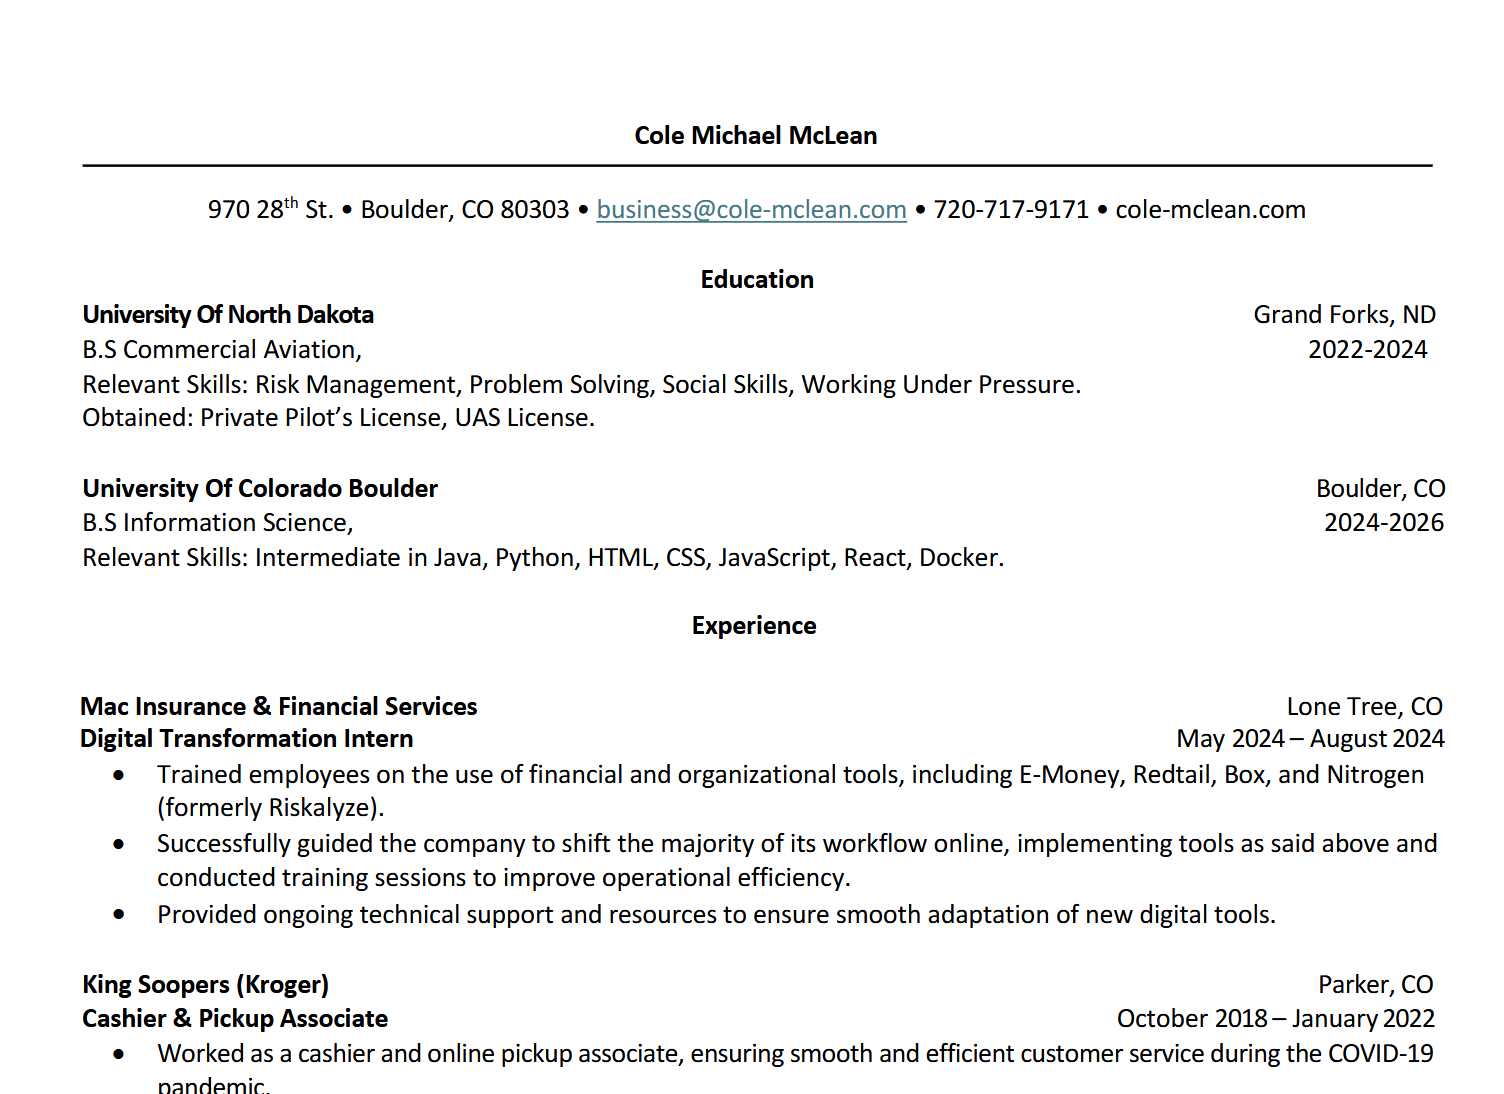 Cole Michael McLean
970 28th St. • Boulder, CO 80303 • business@cole-mclean.com • 720-717-9171 • cole-mclean.com
Education
University Of North Dakota Grand Forks, ND
B.S Commercial Aviation, 2022-2024
Relevant Skills: Risk Management, Problem Solving, Social Skills, Working Under Pressure.
Obtained: Private Pilot’s License, UAS License.
University Of Colorado Boulder Boulder, CO
B.S Information Science, 2024-2026
Relevant Skills: Intermediate in Java, Python, HTML, CSS, JavaScript, React, Docker.
Experience
Mac Insurance & Financial Services Lone Tree, CO
Digital Transformation Intern May 2024 – August 2024
• Trained employees on the use of financial and organizational tools, including E-Money, Redtail, Box, and Nitrogen
(formerly Riskalyze).
• Successfully guided the company to shift the majority of its workflow online, implementing tools as said above and
conducted training sessions to improve operational efficiency.
• Provided ongoing technical support and resources to ensure smooth adaptation of new digital tools.
King Soopers (Kroger) Parker, CO
Cashier & Pickup Associate October 2018 – January 2022
• Worked as a cashier and online pickup associate, ensuring smooth and efficient customer service during the COVID-19
pandemic.